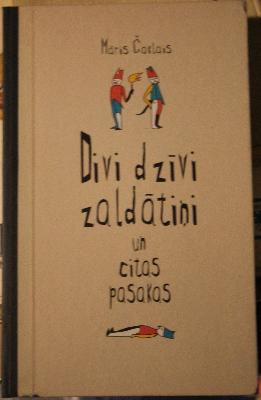 Māris Čaklais
Divi dzīvi
zaldātiņi
un
citas
pasakas